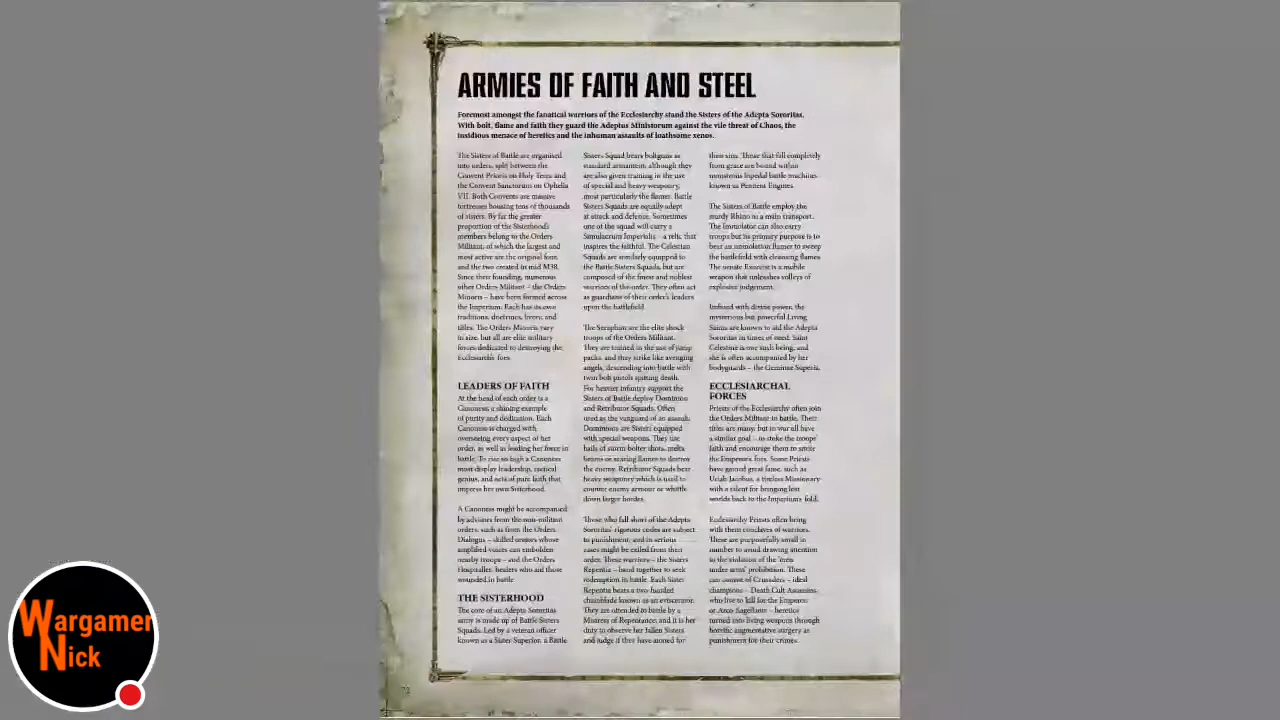 ARMIES OF FAITH AND STEEL
Foremost amongst the fanatical warriors of the Ecclesiarchy stand the Sisters of the Adepta Sororitas.
With bolt, flame and faith they guard the Adeptus Ministorum against the vile threat of Chaos, the
insidious menace of heretics and the inhuman assaults of loathsome xenos.
The Sisters of Battle are organised
into orders, split between the
Convent Prioris on Holy Terra and
the Convent Sanctorum on Ophelia
VII. Both Convents are massive
fortresses housing tens of thousands
of sisters. By far the greater
proportion of the Sisterhood's
members belong to the Orders
Militant, of which the largest and
most active are the original four,
and the two created in mid M38.
Since their founding, numerous
other Orders Militant – the Orders
Minoris – have been formed across
the Imperium. Each has its own
traditions, doctrines, livery, and
titles. The Orders Minoris vary
in size, but all are elite military
forces dedicated to destroying the
Ecclesiarch's foes.
LEADERS OF FAITH
At the head of each order is a
Canoness, a shining example
of purity and dedication. Each
Canoness is charged with
overseeing every aspect of her
order, as well as leading her force in
battle. To rise so high a Canoness
must display leadership, tactical
genius, and acts of pure faith that
impress her own Sisterhood.
A Canoness might be accompanied
by advisors from the non-militant
orders, such as from the Orders
Dialogus – skilled orators whose
amplified voices can embolden
nearby troops – and the Orders
Hospitaller, healers who aid those
wounded in battle.
THE SISTERHOOD
The core of an Adepta Sororitas
army is made up of Battle Sisters
Squads. Led by a veteran officer
known as a Sister Superior, a Battle
Sisters Squad bears boltguns as
standard armament, although they
are also given training in the use
of special and heavy weaponry,
most particularly the flamer. Battle
Sisters Squads are equally adept
at attack and defence. Sometimes
one of the squad will carry a
Simulacrum Imperialis – a relic that
inspires the faithful. The Celestian
Squads are similarly equipped to
the Battle Sisters Squads, but are
composed of the finest and noblest
warriors of the order. They often act
as guardians of their order's leaders
upon the battlefield.
The Seraphim are the elite shock
troops of the Orders Militant.
They are trained in the use of jump
packs, and they strike like avenging
angels, descending into battle with
twin bolt pistols spitting death.
For heavier infantry support the
Sisters of Battle deploy Dominion
and Retributor Squads. Often
used as the vanguard of an assault,
Dominions are Sisters equipped
with special weapons. They use
hails of storm bolter shots, melta
beams or searing flames to destroy
the enemy. Retributor Squads bear
heavy weaponry which is used to
counter enemy armour or whittle
down larger hordes.
Those who fall short of the Adepta
Sororitas' rigorous codes are subject
to punishment, and in serious
cases might be exiled from their
order. These warriors – the Sisters
Repentia – band together to seek
redemption in battle. Each Sister
Repentia bears a two-handed
chainblade known as an eviscerator.
They are often led to battle by a
Mistress of Repentance, and it is her
duty to observe her fallen Sisters
and judge if they have atoned for
their sins. Those that fall completely
from grace are bound within
monstrous bipedal battle machines
known as Penitent Engines.
The Sisters of Battle employ the
sturdy Rhino as a main transport.
The Immolator can also carry
troops but its primary purpose is to
bear an immolation flamer to sweep
the battlefield with cleansing flames.
The ornate Exorcist is a mobile
weapon that unleashes volleys of
explosive judgement.
Imbued with divine power, the
mysterious but powerful Living
Saints are known to aid the Adepta
Sororitas in times of need. Saint
Celestine is one such being, and
she is often accompanied by her
bodyguards – the Geminae Superia.
ECCLESIARCHAL
FORCES
Priests of the Ecclesiarchy often join
the Orders Militant in battle. Their
titles are many, but in war all have
a similar goal – to stoke the troops'
faith and encourage them to smite
the Emperor's foes. Some Priests
have gained great fame, such as
Uriah Jacobus, a tireless Missionary
with a talent for bringing lost
worlds back to the Imperium's fold.
Ecclesiarchy Priests often bring
with them conclaves of warriors.
These are purposefully small in
number to avoid drawing attention
to the violation of the 'men
under arms' prohibition. These
can consist of Crusaders – ideal
champions – Death Cult Assassins
who live to kill for the Emperor,
or Arco-flagellants – heretics
turned into living weapons through
horrific augmentative surgery as
punishment for their crimes.
72
Wargamer
Nick